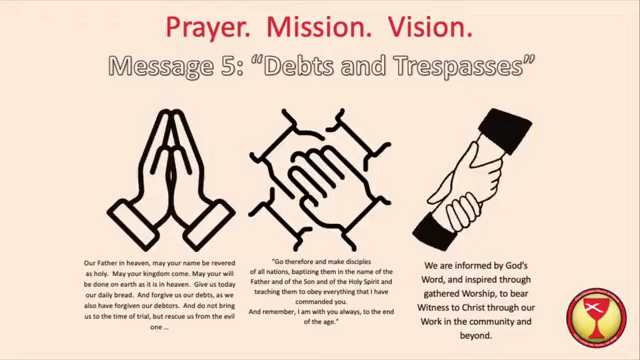 Prayer. Mission. Vision.
Message 5: “Debts and Trespasses”
Our Father in heaven, may your name be revered
as holy. May your kingdom come. May your will
be done on earth as it is in heaven. Give us today
our daily bread. And forgive us our debts, as we
also have forgiven our debtors. And do not bring
us to the time of trial, but rescue us from the evil
one ...
“Go therefore and make disciples
of all nations, baptizing them in the name of the
Father and of the Son and of the Holy Spirit and
teaching them to obey everything that I have
commanded you.
And remember, I am with you always, to the end
of the age.”
We are informed by God’s
Word, and inspired through
gathered Worship, to bear
Witness to Christ through our
Work in the community and
beyond.